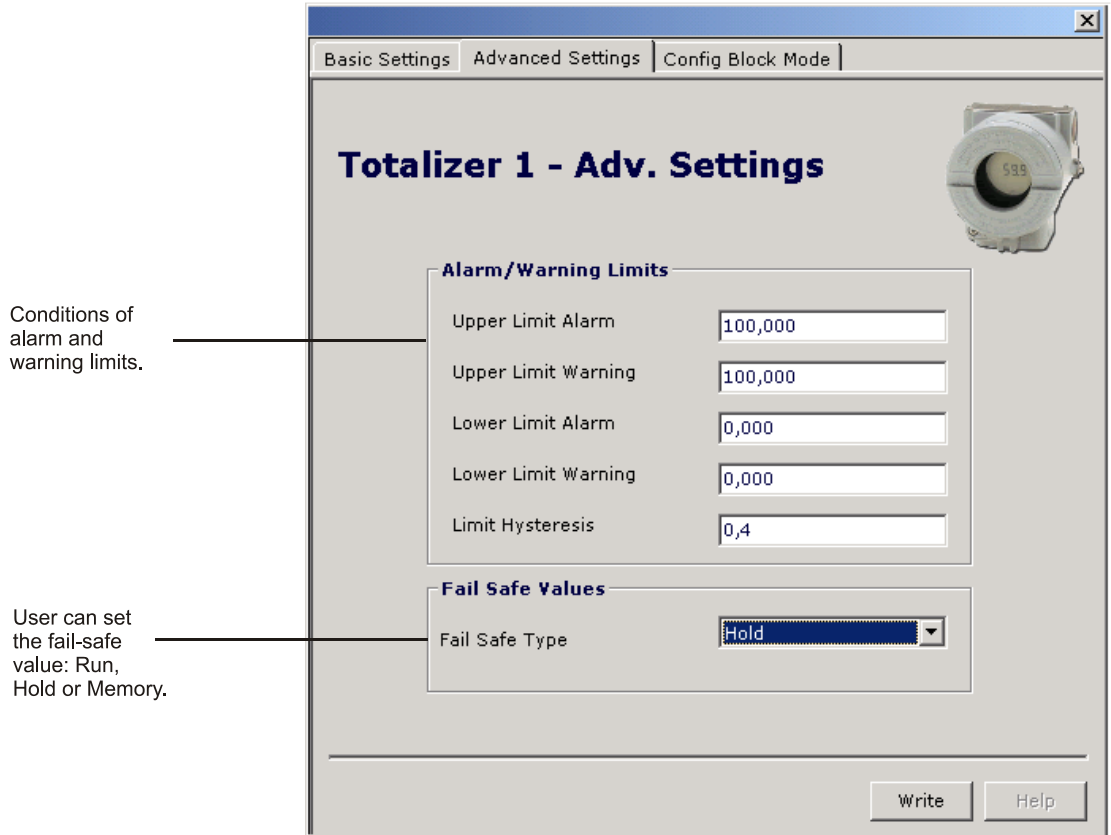 Basic Settings
Advanced Settings
Config Block Mode
Totalizer 1 - Adv. Settings
59.9
Alarm/Warning Limits
Conditions of
alarm and
warning limits.
Upper Limit Alarm
100,000
Upper Limit Warning
100,000
Lower Limit Alarm
0,000
Lower Limit Warning
0,000
Limit Hysteresis
0,4
Fail Safe Values
User can set
the fail-safe
value: Run,
Hold or Memory.
Fail Safe Type
Hold
Write
Help